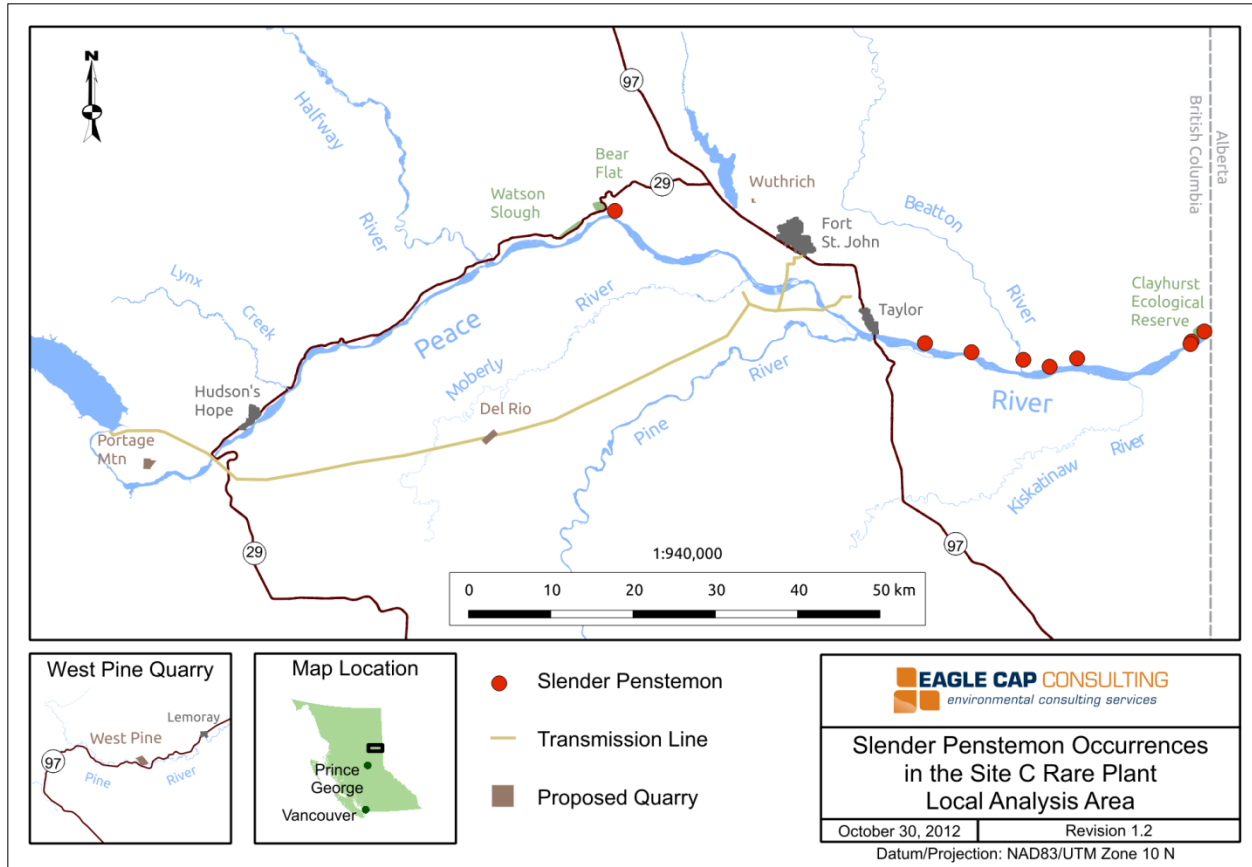 N
97
Halfway
River
Bear
Flat
29
Wuthrich
Watson
Slough
Fort
St. John
Beatton
River
British Columbia
Alberta
Lynx
Creek
Peace
Moberly
River
Taylor
Clayhurst
Ecological
Reserve
Hudson's
Hope
Del Rio
Pine
River
River
Portage
Mtn
Kiskatinaw
River
29
97
1:940,000
0 10 20 30 40 50 km
West Pine Quarry
Lemoray
West Pine
97
Pine
River
Map Location
Prince
George
Vancouver
Slender Penstemon
Transmission Line
Proposed Quarry
EAGLE CAP CONSULTING
environmental consulting services
Slender Penstemon Occurrences
in the Site C Rare Plant
Local Analysis Area
October 30, 2012 Revision 1.2
Datum/Projection: NAD83/UTM Zone 10 N